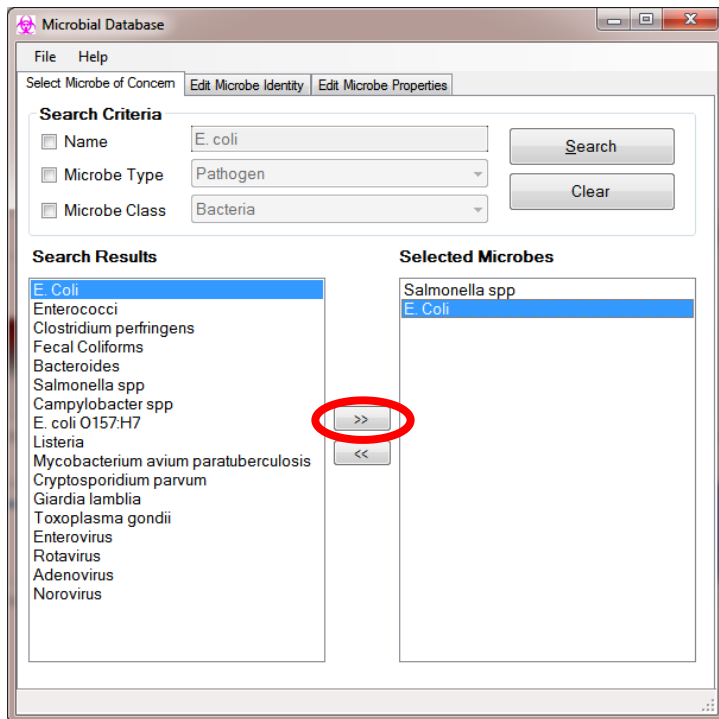 Microbial Database
File Help
Select Microbe of Concern Edit Microbe Identity Edit Microbe Properties
Search Criteria
Name E. coli Search
Microbe Type Pathogen Clear
Microbe Class Bacteria
Search Results
E. Coli
Enterococci
Clostridium perfringens
Fecal Coliforms
Bacteroides
Salmonella spp
Campylobacter spp
E. coli O157:H7
Listeria
Mycobacterium avium paratuberculosis
Cryptosporidium parvum
Giardia lamblia
Toxoplasma gondii
Enterovirus
Rotavirus
Adenovirus
Norovirus
>>
<<
Selected Microbes
Salmonella spp
E. Coli